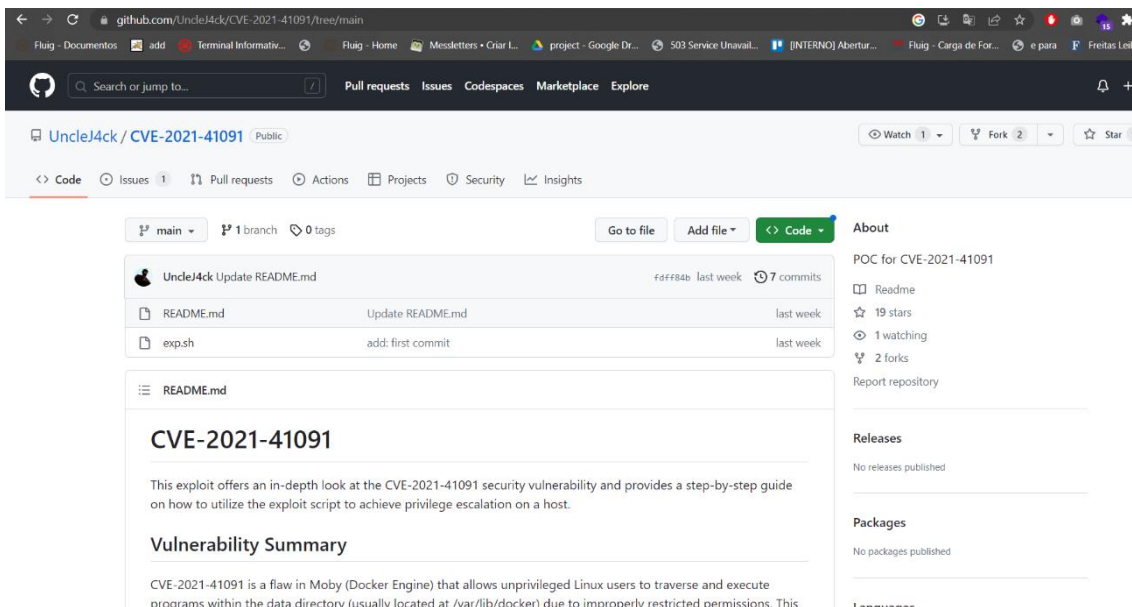 github.com/UncleJ4ck/CVE-2021-41091/tree/main
15
Fluig - Documentos add Terminal Informativ... Fluig - Home Messletters • Criar l... project - Google Dr... 503 Service Unavail... [INTERNO] Abertur... Fluig - Carga de For... e para Freitas Leil
Search or jump to... / Pull requests Issues Codespaces Marketplace Explore
UncleJ4ck / CVE-2021-41091 Public
Watch 1 Fork 2 Star
<> Code Issues 1 Pull requests Actions Projects Security Insights
main 1 branch 0 tags Go to file Add file <> Code
UncleJ4ck Update README.md fdff84b last week 7 commits
README.md Update README.md last week
exp.sh add: first commit last week
README.md
CVE-2021-41091
This exploit offers an in-depth look at the CVE-2021-41091 security vulnerability and provides a step-by-step guide
on how to utilize the exploit script to achieve privilege escalation on a host.
Vulnerability Summary
CVE-2021-41091 is a flaw in Moby (Docker Engine) that allows unprivileged Linux users to traverse and execute
programs within the data directory (usually located at /var/lib/docker) due to improperly restricted permissions. This
About
POC for CVE-2021-41091
Readme
19 stars
1 watching
2 forks
Report repository
Releases
No releases published
Packages
No packages published
Languages